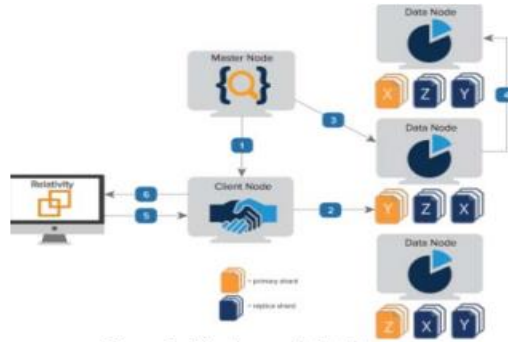 Data Node
Master Node
X Z Y
3
4
1
Data Node
Relativity
6
Client Node
5
2
Y Z X
Data Node
= primary shard
= replica shard
Z X Y